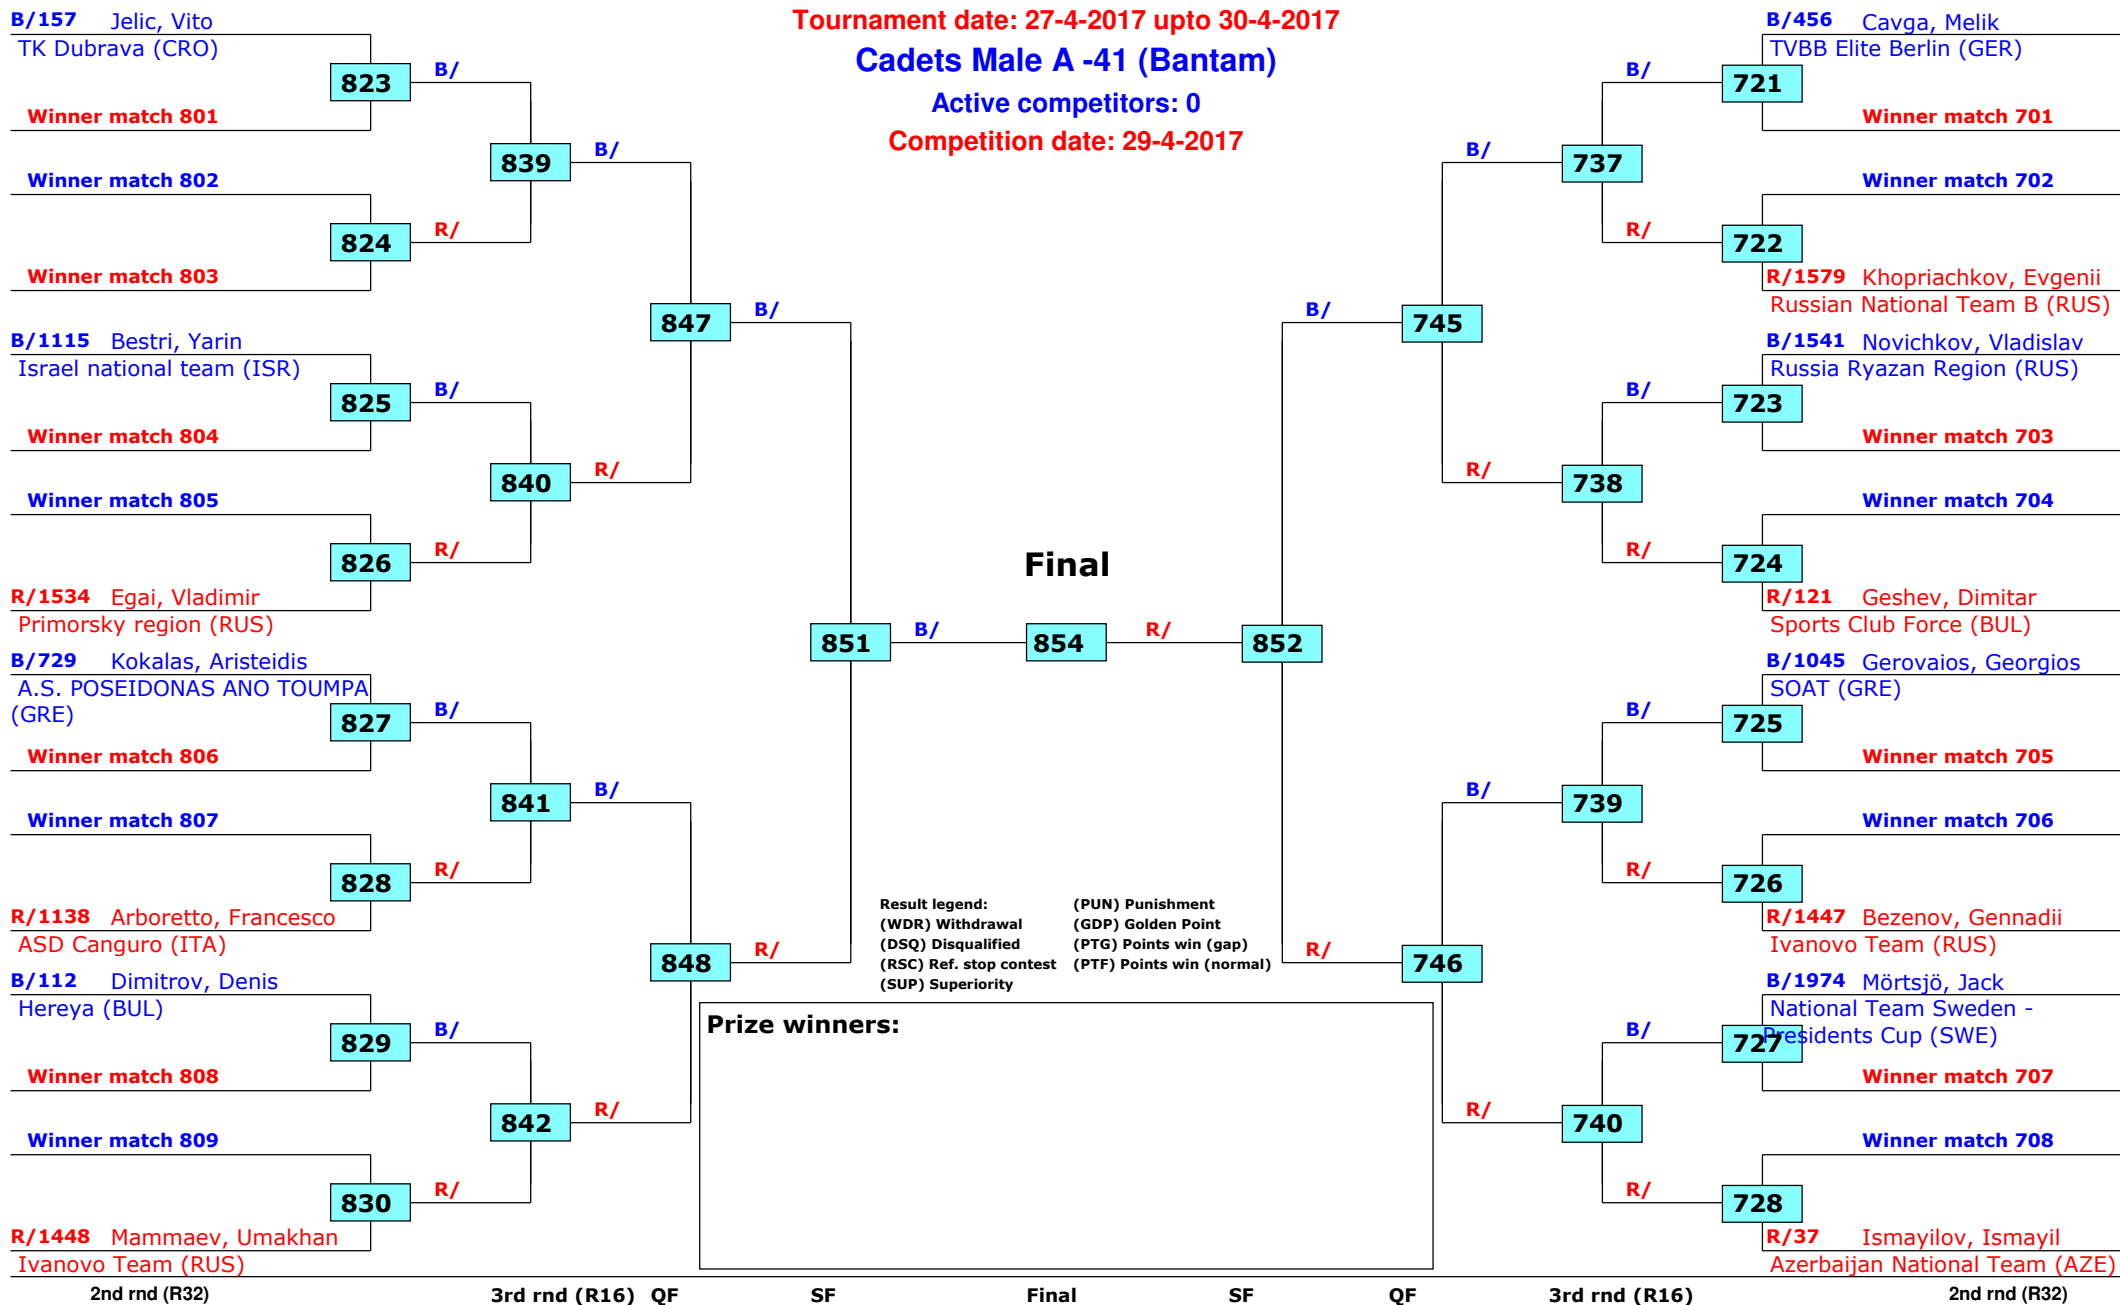 Tournament date: 27-4-2017 upto 30-4-2017
Cadets Male A -41 (Bantam)
Active competitors: 0
Competition date: 29-4-2017
B/157 Jelic, Vito
TK Dubrava (CRO)
823
B/
Winner match 801
839
B/
Winner match 802
824
R/
Winner match 803
847
B/
B/1115 Bestri, Yarin
Israel national team (ISR)
825
B/
Winner match 804
840
R/
Winner match 805
826
R/
R/1534 Egai, Vladimir
Primorsky region (RUS)
851
B/
B/729 Kokalas, Aristeidis
A.S. POSEIDONAS ANO TOUMPA
(GRE)
827
B/
Winner match 806
841
B/
Winner match 807
828
R/
R/1138 Arboretto, Francesco
ASD Canguro (ITA)
848
R/
B/112 Dimitrov, Denis
Hereya (BUL)
829
B/
Winner match 808
842
R/
Winner match 809
830
R/
R/1448 Mammaev, Umakhan
Ivanovo Team (RUS)
Final
854
R/
852
B/456 Cavga, Melik
TVBB Elite Berlin (GER)
B/
721
Winner match 701
B/
737
Winner match 702
R/
722
R/1579 Khopriachkov, Evgenii
Russian National Team B (RUS)
B/
745
B/1541 Novichkov, Vladislav
Russia Ryazan Region (RUS)
B/
723
Winner match 703
R/
738
Winner match 704
R/
724
R/121 Geshev, Dimitar
Sports Club Force (BUL)
B/1045 Gerovaios, Georgios
SOAT (GRE)
B/
725
Winner match 705
B/
739
Winner match 706
R/
726
R/1447 Bezenov, Gennadii
Ivanovo Team (RUS)
R/
746
B/1974 Mörtsjö, Jack
National Team Sweden -
Presidents Cup (SWE)
B/
727
Winner match 707
R/
740
Winner match 708
R/
728
R/37 Ismayilov, Ismayil
Azerbaijan National Team (AZE)
Result legend: (PUN) Punishment
(WDR) Withdrawal (GDP) Golden Point
(DSQ) Disqualified (PTG) Points win (gap)
(RSC) Ref. stop contest (PTF) Points win (normal)
(SUP) Superiority
Prize winners:
2nd rnd (R32) 3rd rnd (R16) QF SF Final SF QF 3rd rnd (R16) 2nd rnd (R32)